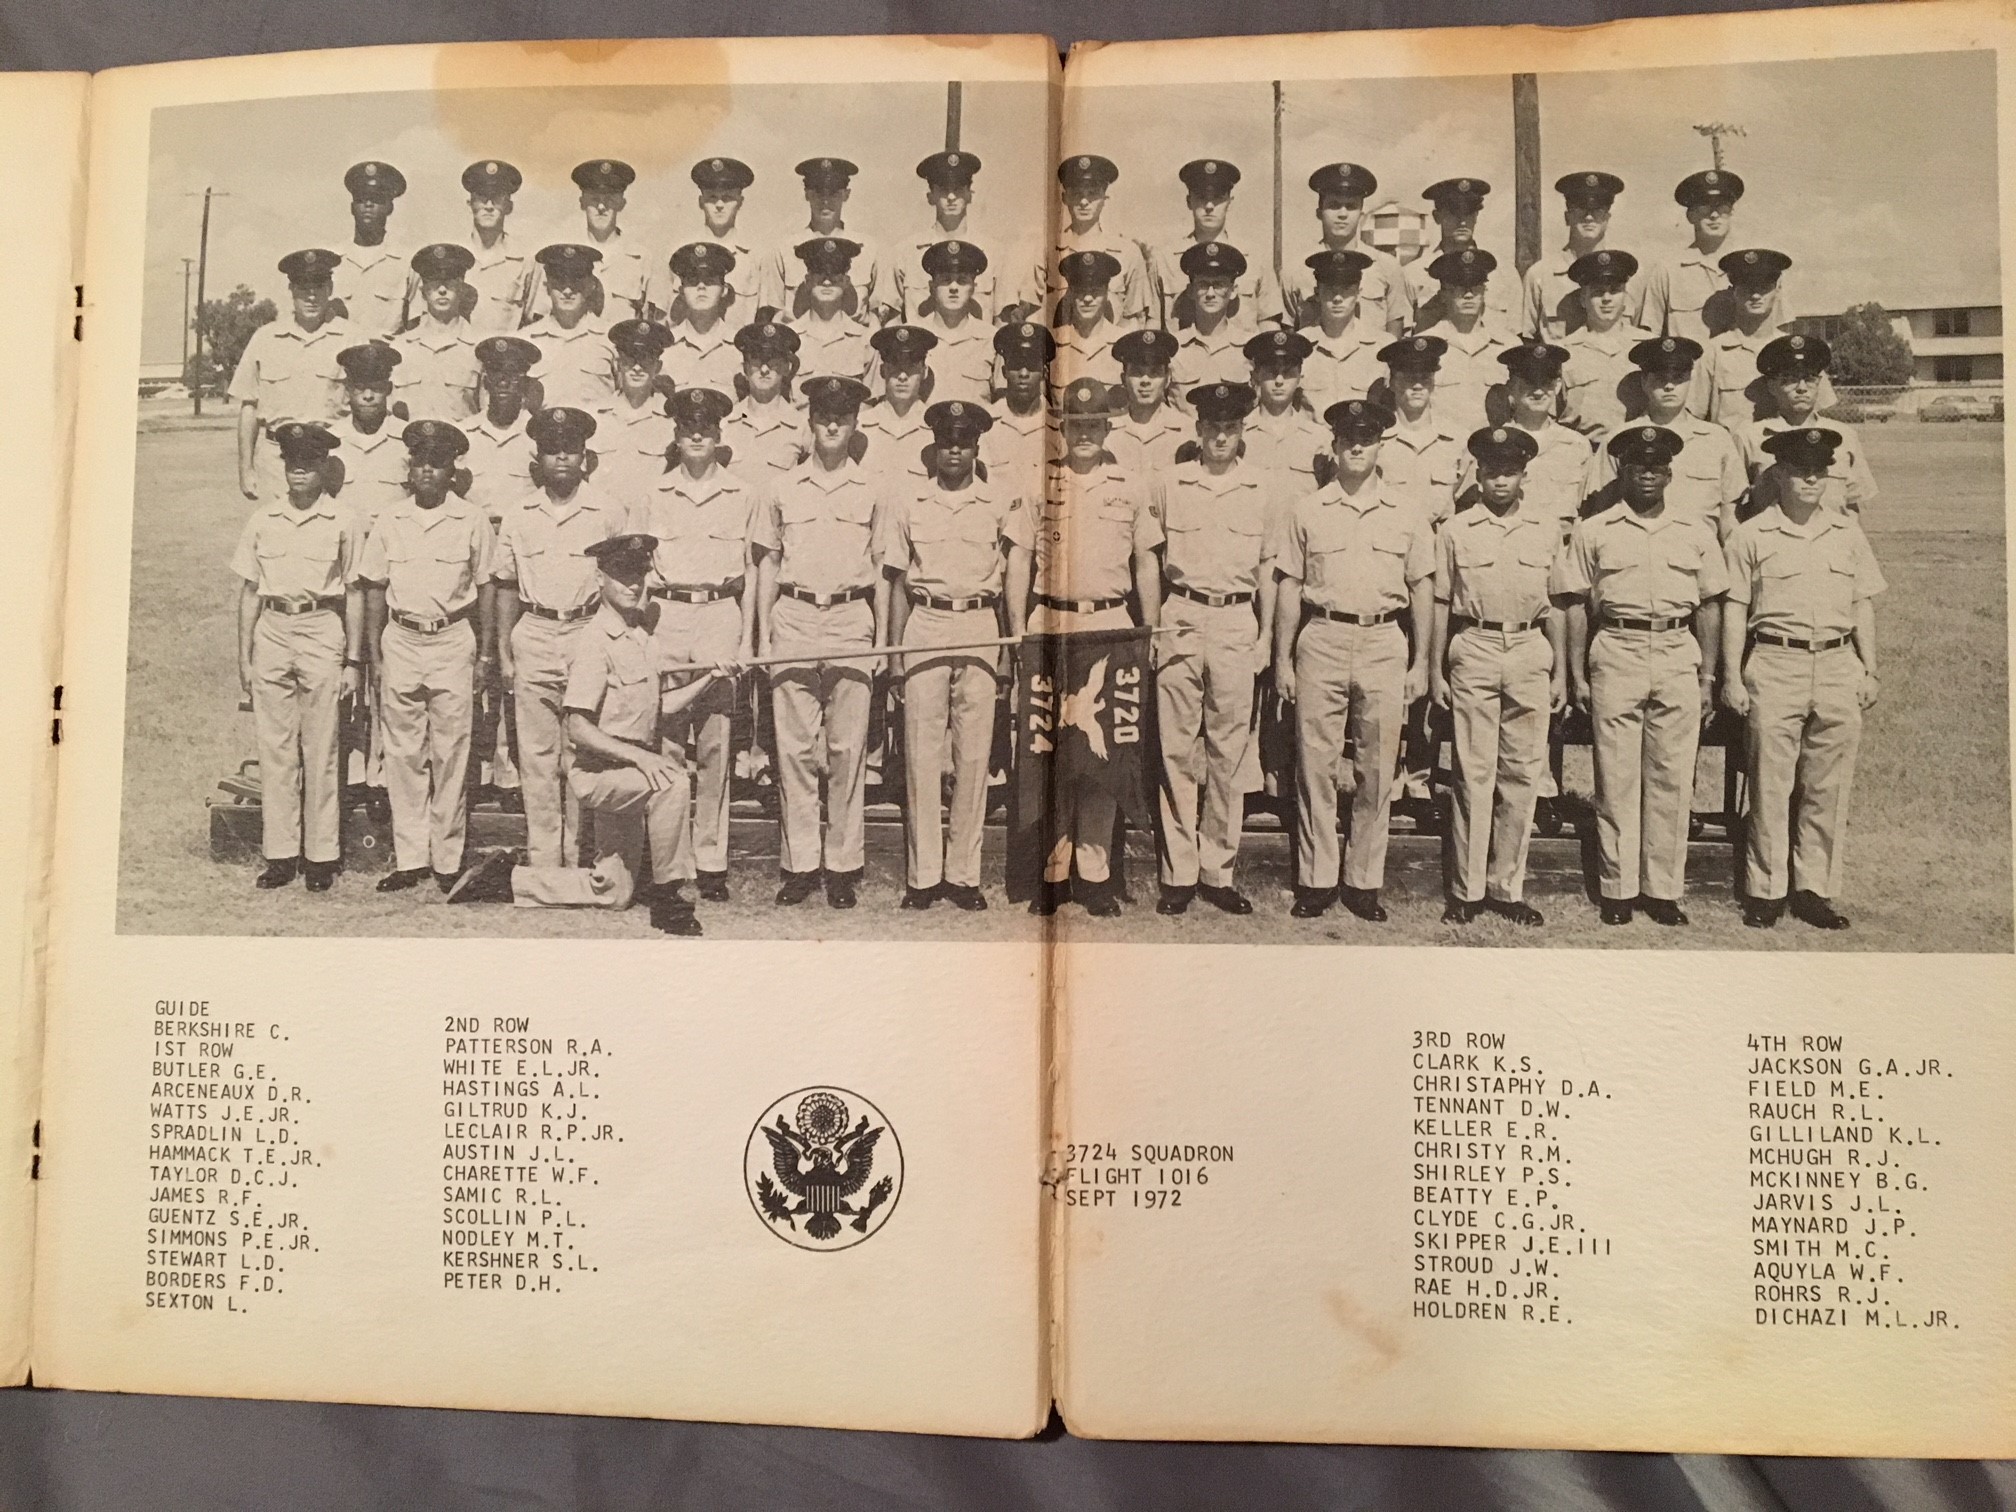 3720
3724
GUIDE
BERKSHIRE C.
1ST ROW
BUTLER G.E.
ARCENEAUX D.R.
WATTS J.E.JR.
SPRADLIN L.D.
HAMMACK T.E.JR.
TAYLOR D.C.J.
JAMES R.F.
GUENTZ S.E.JR.
SIMMONS P.E.JR.
STEWART L.D.
BORDERS F.D.
SEXTON L.
2ND ROW
PATTERSON R.A.
WHITE E.L.JR.
HASTINGS A.L.
GILTRUD K.J.
LECLAIR R.P.JR.
AUSTIN J.L.
CHARETTE W.F.
SAMIC R.L.
SCOLLIN P.L.
NODLEY M.T.
KERSHNER S.L.
PETER D.H.
3724 SQUADRON
FLIGHT 1016
SEPT 1972
3RD ROW
CLARK K.S.
CHRISTAPHY D.A.
TENNANT D.W.
KELLER E.R.
CHRISTY R.M.
SHIRLEY P.S.
BEATTY E.P.
CLYDE C.G.JR.
SKIPPER J.E.III
STROUD J.W.
RAE H.D.JR.
HOLDREN R.E.
4TH ROW
JACKSON G.A.JR.
FIELD M.E.
RAUCH R.L.
GILLILAND K.L.
MCHUGH R.J.
MCKINNEY B.G.
JARVIS J.L.
MAYNARD J.P.
SMITH M.C.
AQUYLA W.F.
ROHRS R.J.
DICHAZI M.L.JR.